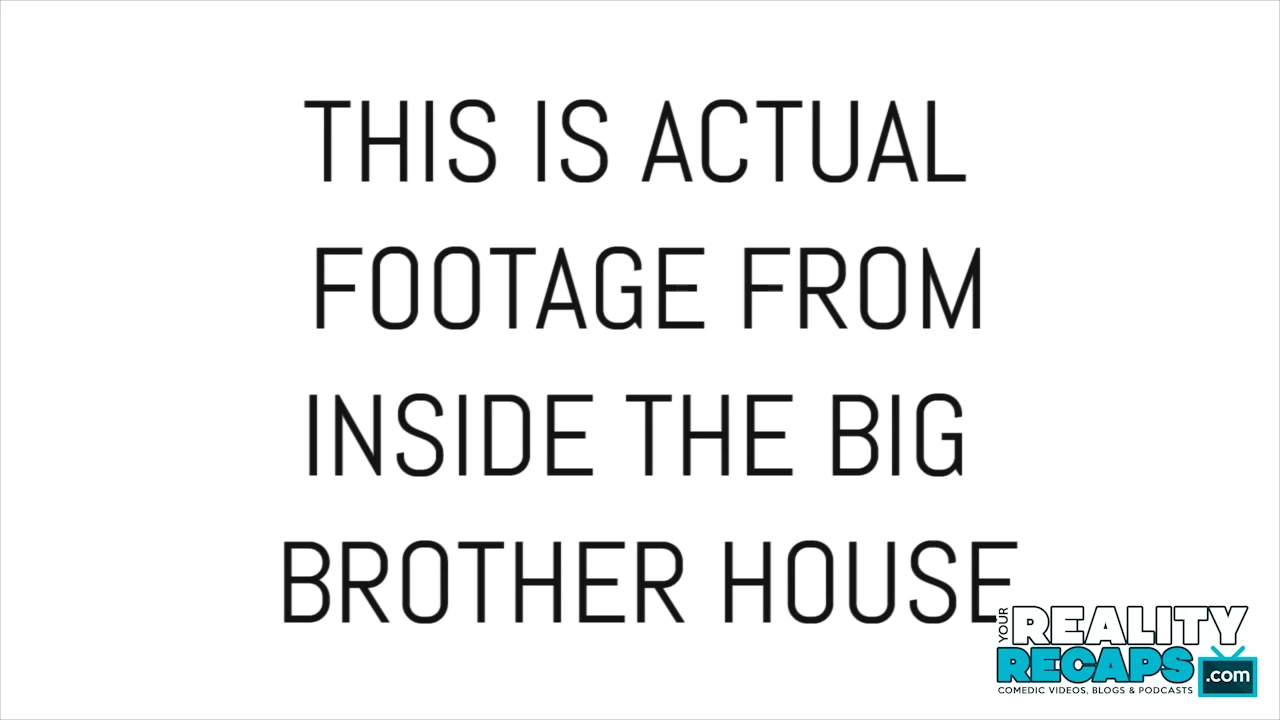 THIS IS ACTUAL
FOOTAGE FROM
INSIDE THE BIG
BROTHER HOUSE
YOUR
REALITY
RECAPS
.com
COMEDIC VIDEOS, BLOGS & PODCASTS